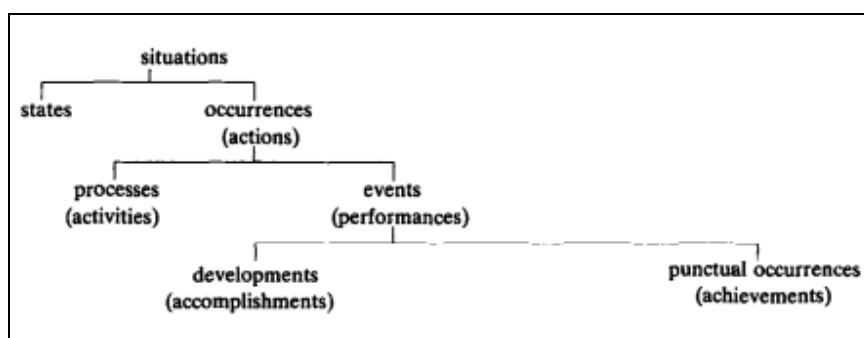 situations
states occurrences
(actions)
processes events
(activities) (performances)
developments punctual occurrences
(accomplishments) (achievements)